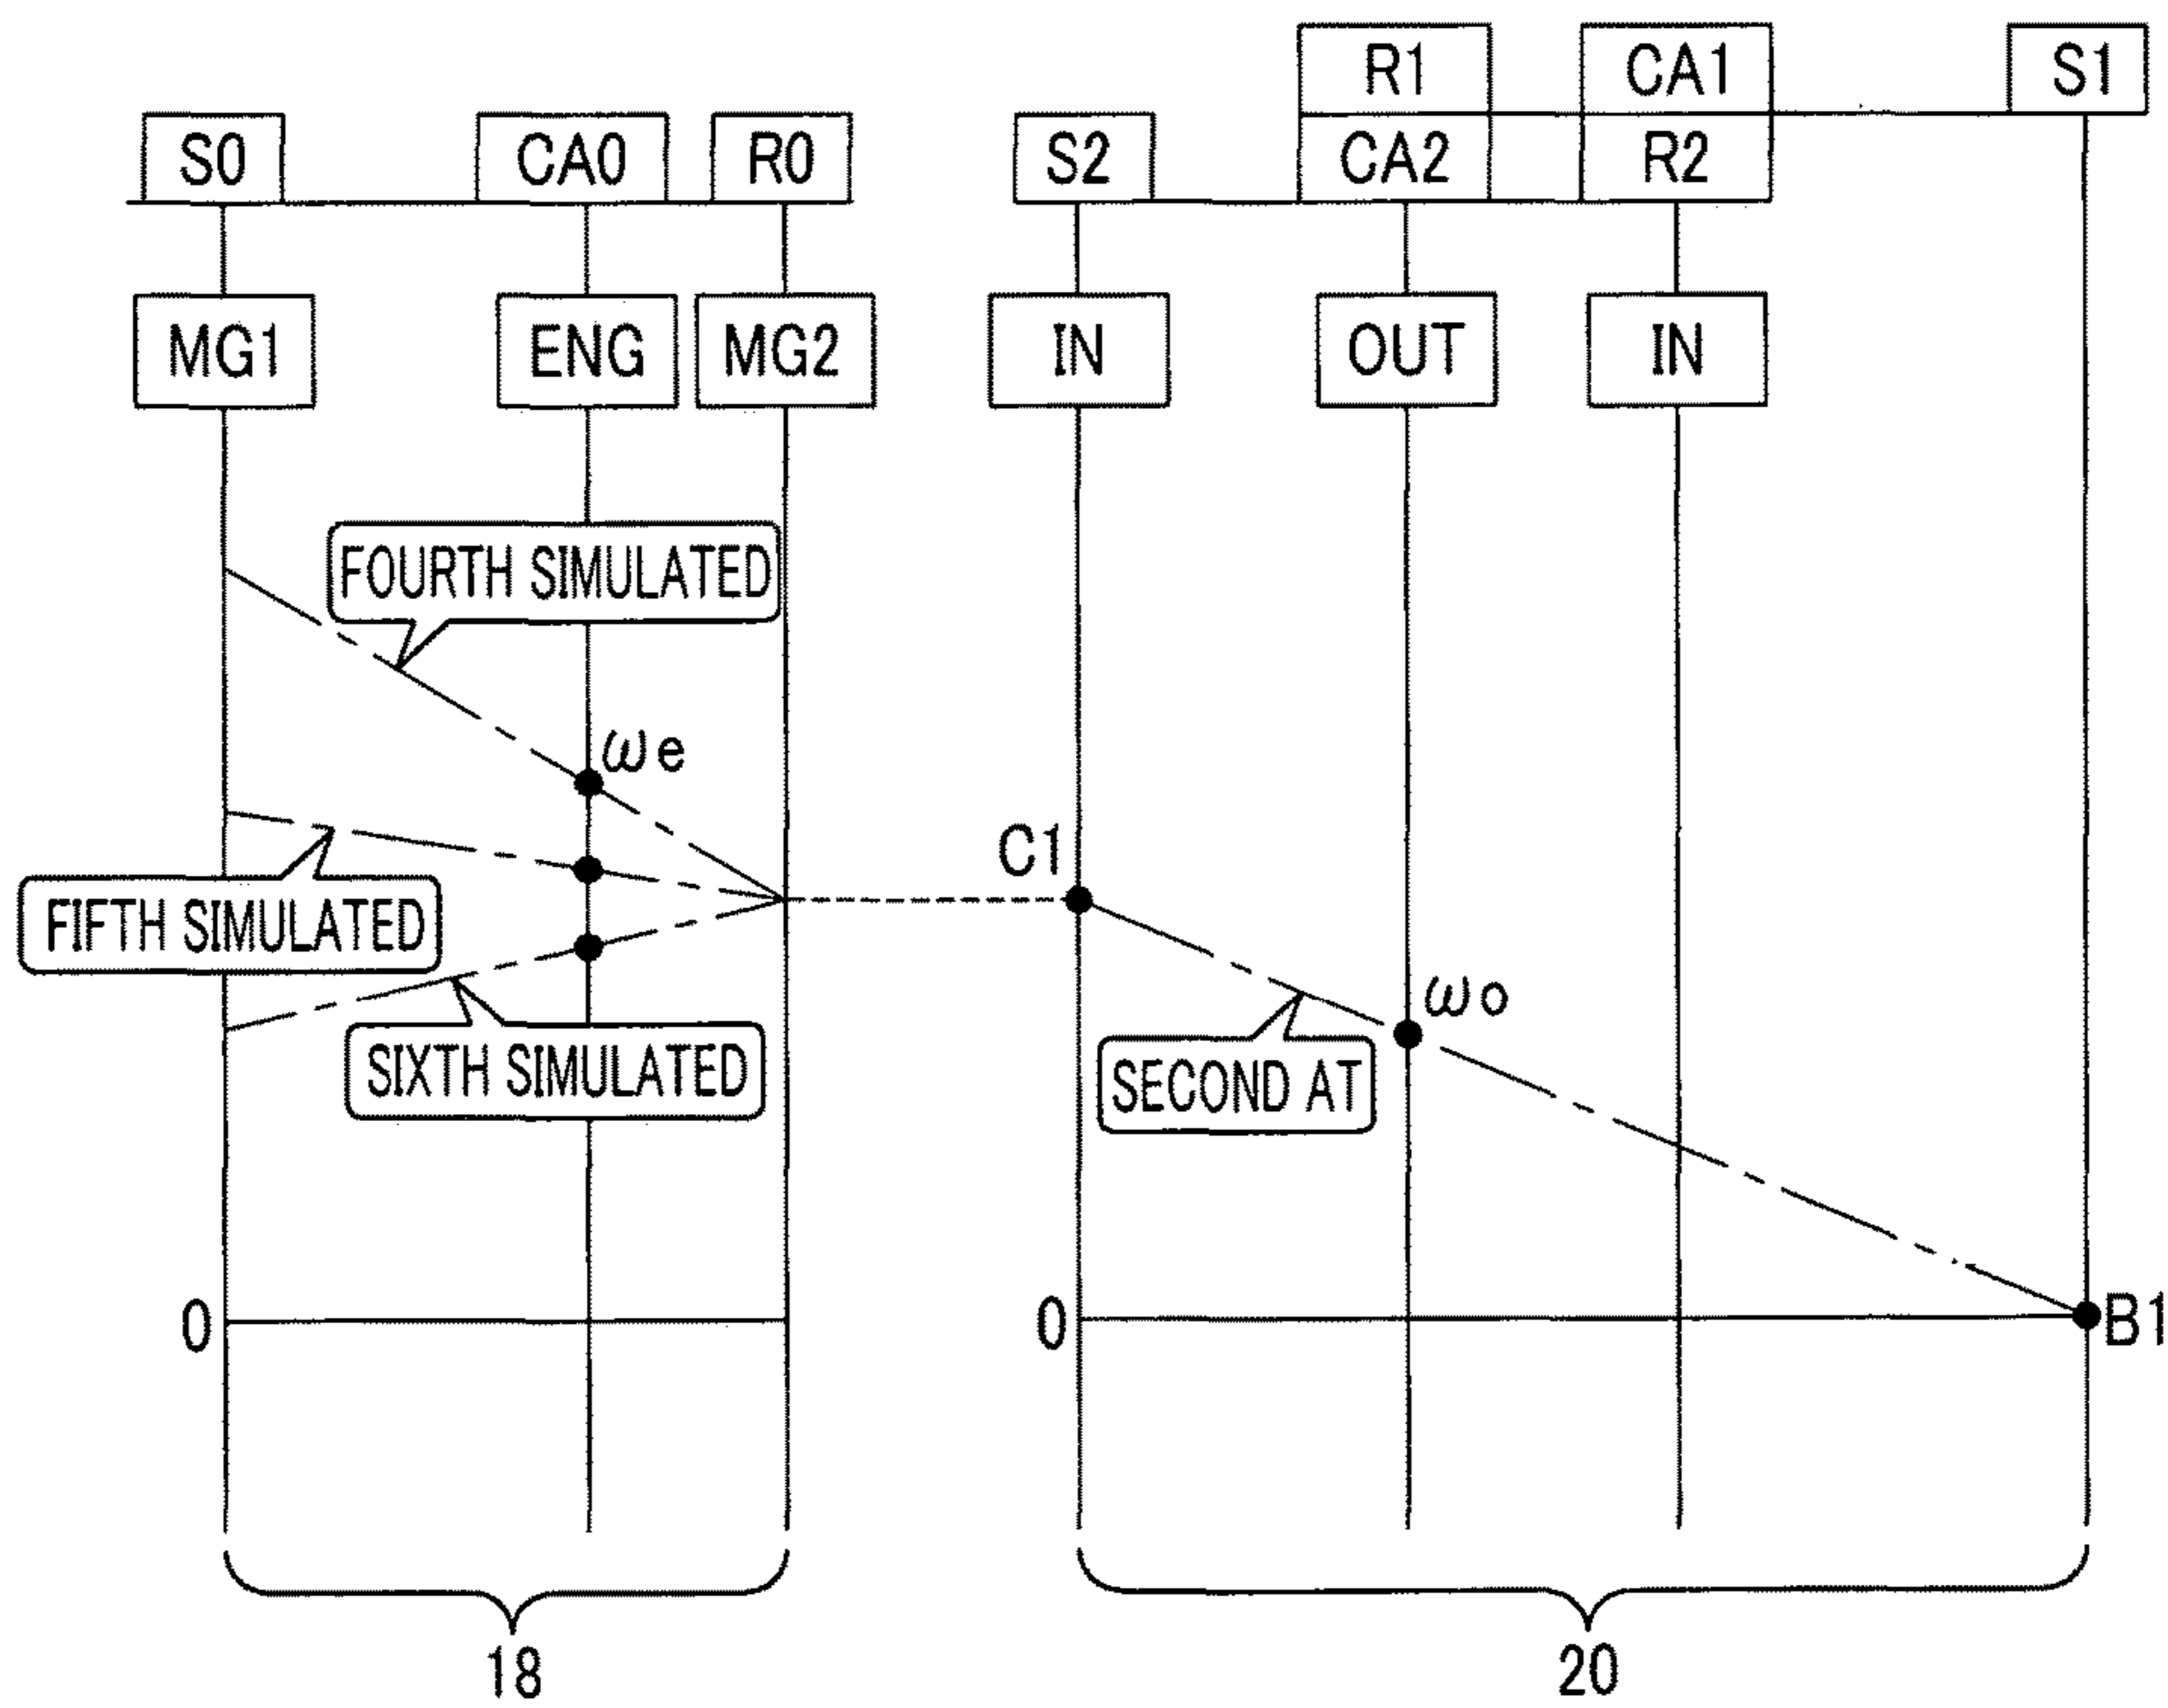 R1 CA1 S1
S0 CA0 R0 S2 CA2 R2
MG1 ENG MG2 IN OUT IN
FOURTH SIMULATED
ωe
C1
FIFTH SIMULATED
ωo
SIXTH SIMULATED
SECOND AT
0 0 B1
18 20